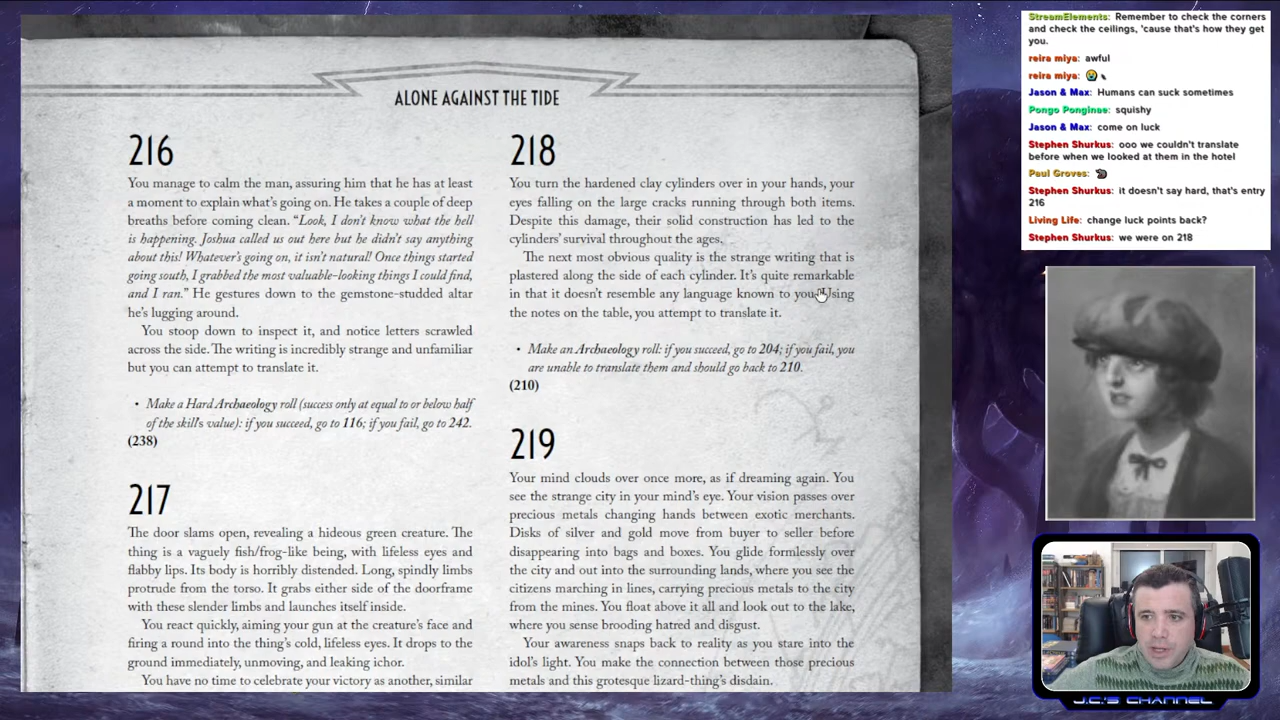 ALONE AGAINST THE TIDE
216
You manage to calm the man, assuring him that he has at least
a moment to explain what's going on. He takes a couple of deep
breaths before coming clean. "Look, I don't know what the hell
is happening. Joshua called us out here but he didn't say anything
about this! Whatever's going on, it isn't natural! Once things started
going south, I grabbed the most valuable-looking things I could find,
and I ran." He gestures down to the gemstone-studded altar
he's lugging around.
You stoop down to inspect it, and notice letters scrawled
across the side. The writing is incredibly strange and unfamiliar
but you can attempt to translate it.
• Make a Hard Archaeology roll (success only at equal to or below half
of the skill's value): if you succeed, go to 116; if you fail, go to 242.
(238)
217
The door slams open, revealing a hideous green creature. The
thing is a vaguely fish/frog-like being, with lifeless eyes and
flabby lips. Its body is horribly distended. Long, spindly limbs
protrude from the torso. It grabs either side of the doorframe
with these slender limbs and launches itself inside.
You react quickly, aiming your gun at the creature's face and
firing a round into the thing's cold, lifeless eyes. It drops to the
ground immediately, unmoving, and leaking ichor.
You have no time to celebrate your victory as another, similar
218
You turn the hardened clay cylinders over in your hands, your
eyes falling on the large cracks running through both items.
Despite this damage, their solid construction has led to the
cylinders' survival throughout the ages.
The next most obvious quality is the strange writing that is
plastered along the side of each cylinder. It's quite remarkable
in that it doesn't resemble any language known to you. Using
the notes on the table, you attempt to translate it.
• Make an Archaeology roll: if you succeed, go to 204; if you fail, you
are unable to translate them and should go back to 210.
(210)
219
Your mind clouds over once more, as if dreaming again. You
see the strange city in your mind's eye. Your vision passes over
precious metals changing hands between exotic merchants.
Disks of silver and gold move from buyer to seller before
disappearing into bags and boxes. You glide formlessly over
the city and out into the surrounding lands, where you see the
citizens marching in lines, carrying precious metals to the city
from the mines. You float above it all and look out to the lake,
where you sense brooding hatred and disgust.
Your awareness snaps back to reality as you stare into the
idol's light. You make the connection between those precious
metals and this grotesque lizard-thing's disdain.
StreamElements: Remember to check the corners
and check the ceilings, 'cause that's how they get
you.
reira miya: awful
reira miya:
Jason & Max: Humans can suck sometimes
Pongo Ponginae: squishy
Jason & Max: come on luck
Stephen Shurkus: ooo we couldn't translate
before when we looked at them in the hotel
Paul Groves:
Stephen Shurkus: it doesn't say hard, that's entry
216
Living Life: change luck points back?
Stephen Shurkus: we were on 218
J.C.'S CHANNEL